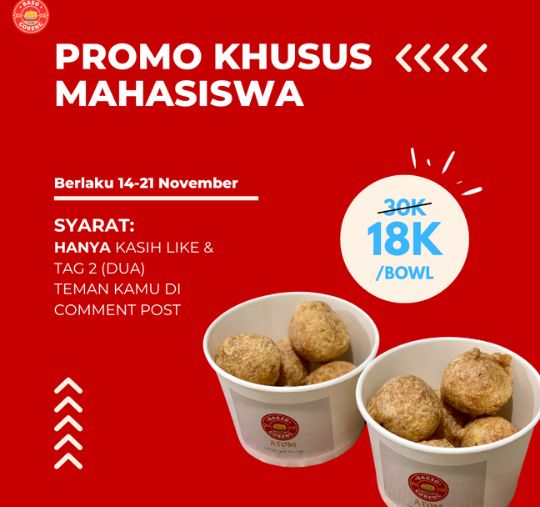 BASO
GORENG
PROMO KHUSUS
MAHASISWA
Berlaku 14-21 November
SYARAT:
HANYA KASIH LIKE &
TAG 2 (DUA)
TEMAN KAMU DI
COMMENT POST
30K
18K
/BOWL
BAKSO
GORENG
ATOM
BAKSO
GORENG
ATOM